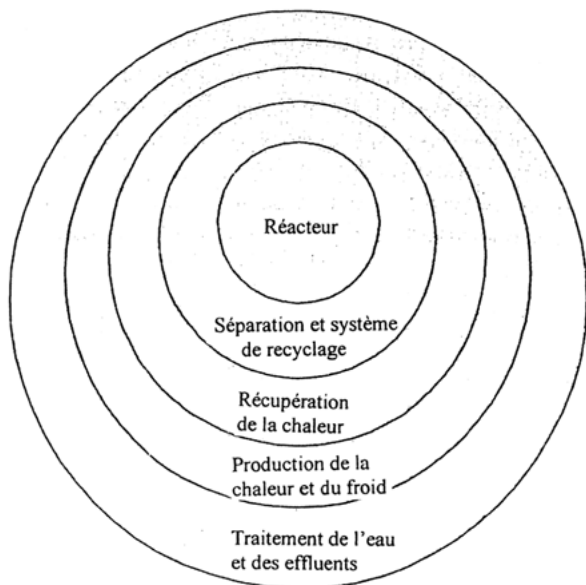 Réacteur
Séparation et système
de recyclage
Récupération
de la chaleur
Production de la
chaleur et du froid
Traitement de l'eau
et des effluents